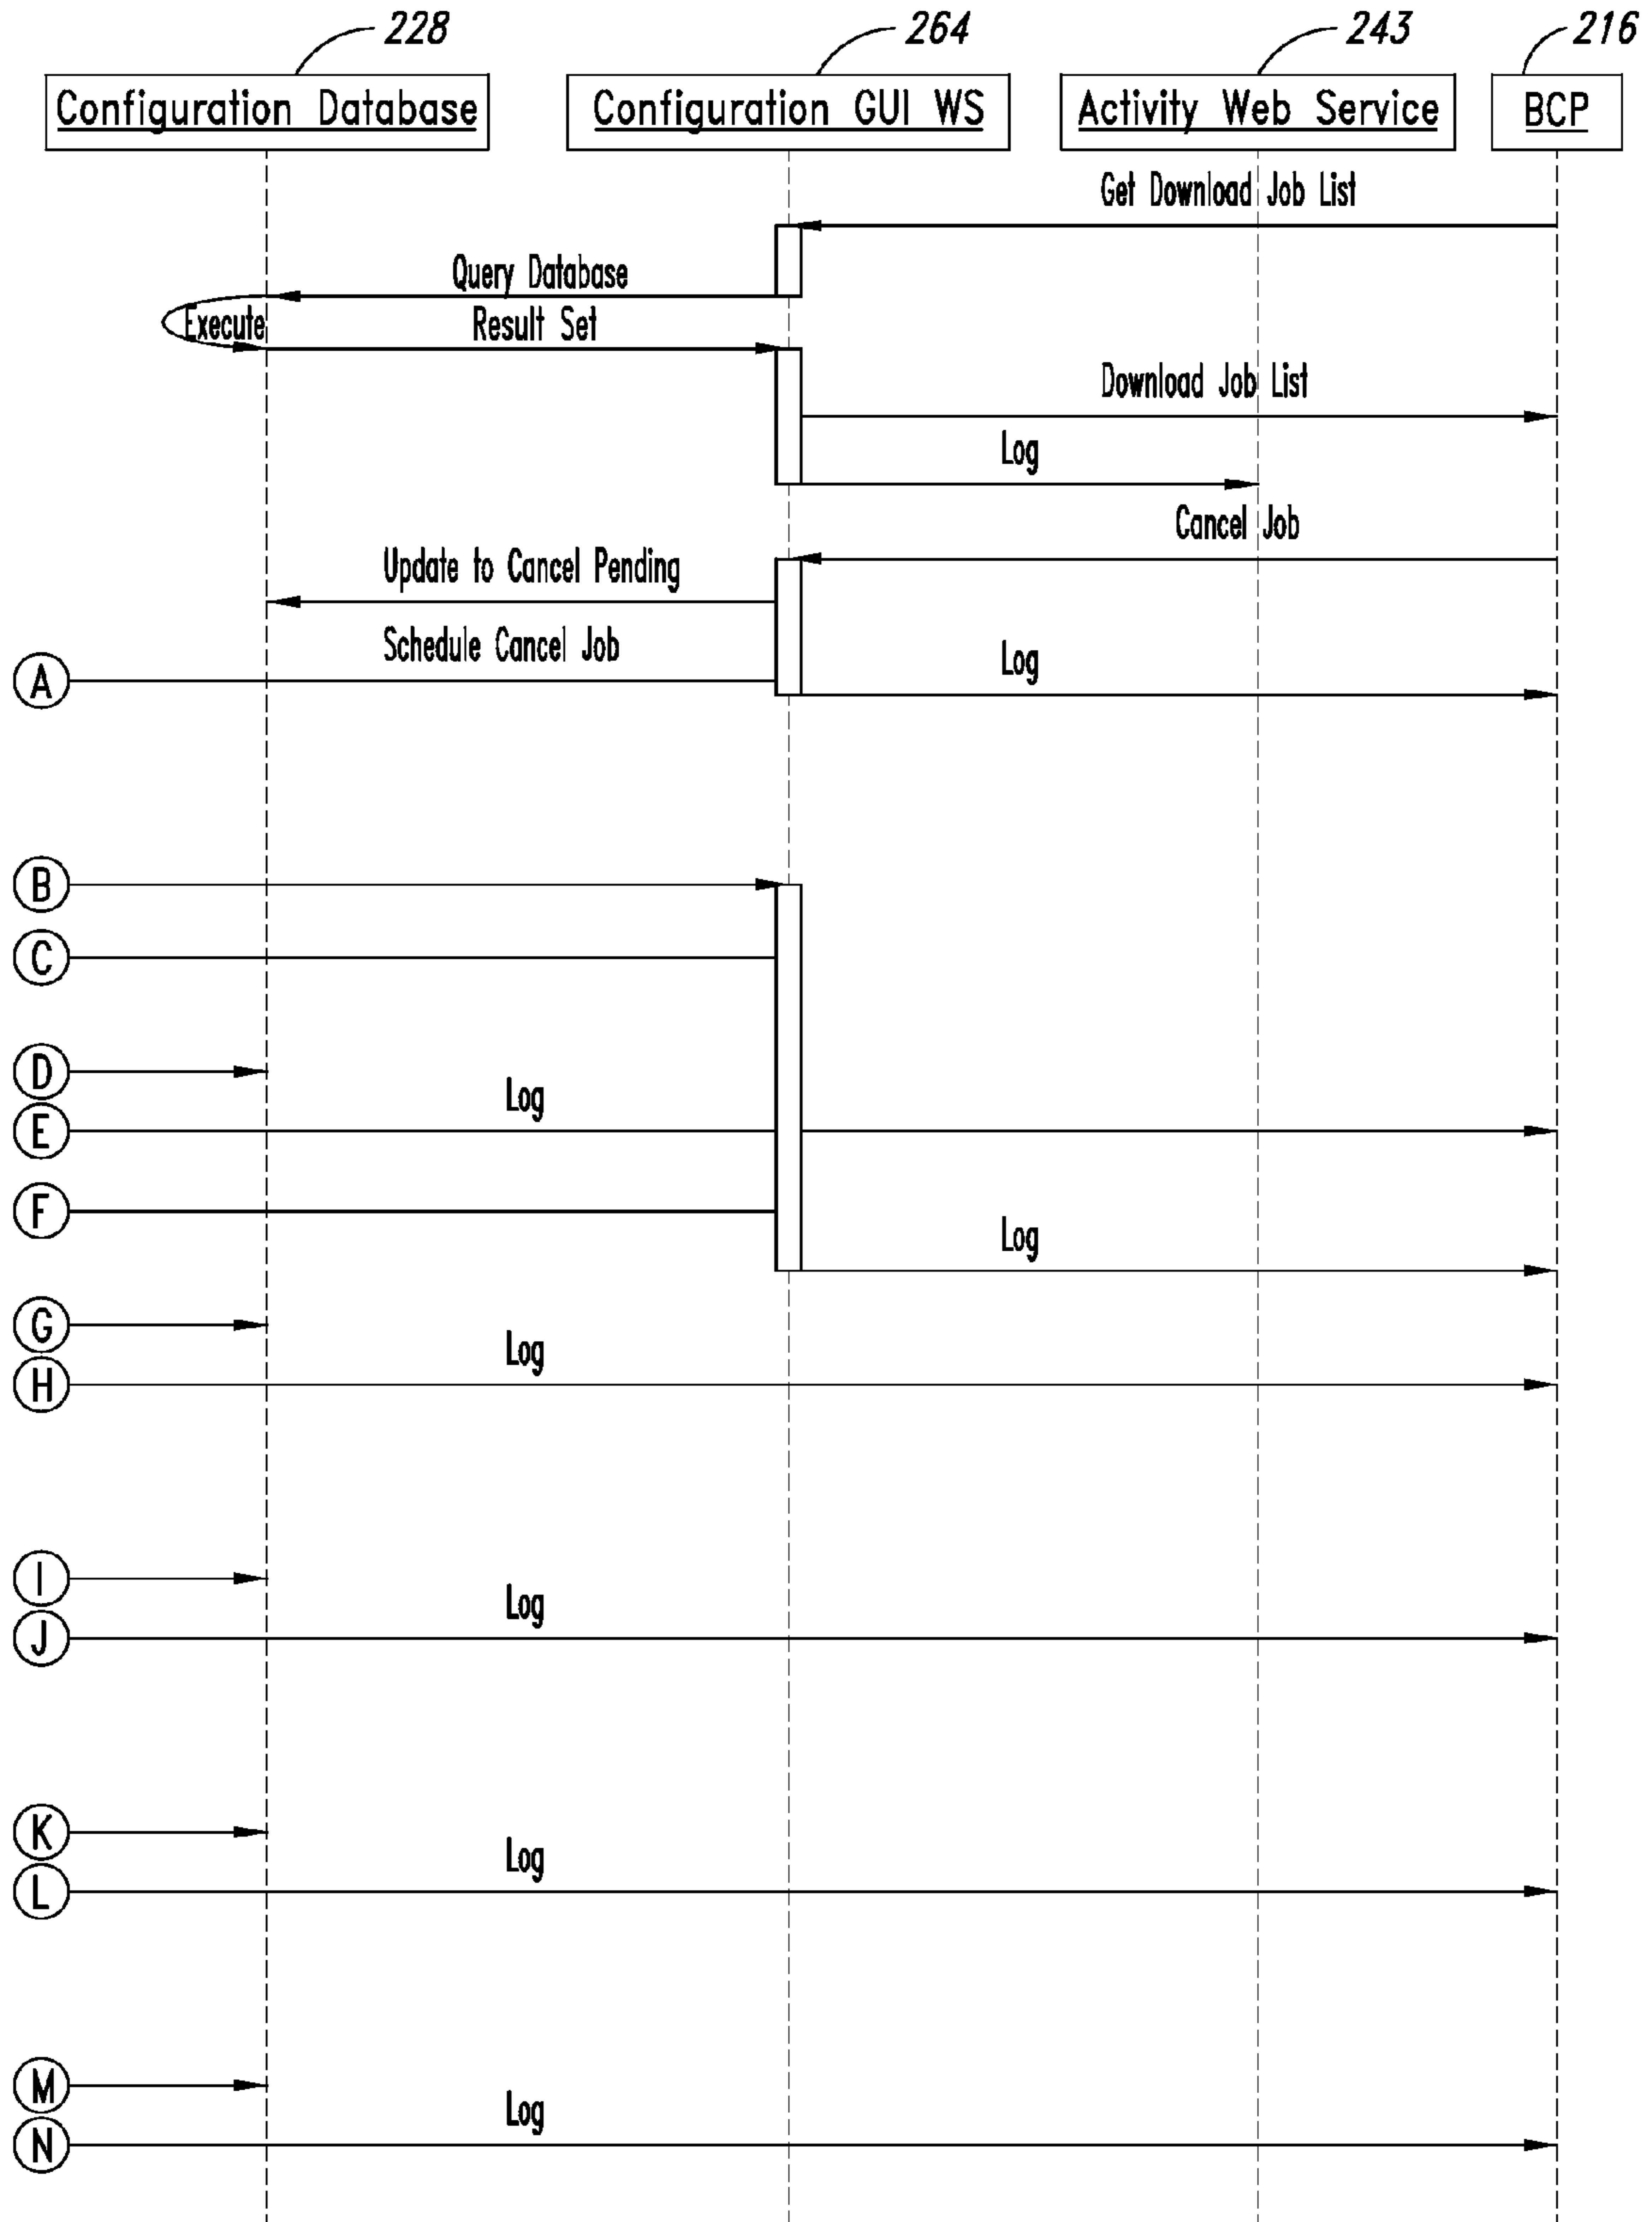 228
264
243
216
Configuration Database
Configuration GUI WS
Activity Web Service
BCP
Get Download Job List
Query Database
Execute
Result Set
Download Job List
Log
Cancel Job
Update to Cancel Pending
Schedule Cancel Job
Log
A
B
C
D
Log
E
F
Log
G
Log
H
I
Log
J
K
Log
L
M
Log
N